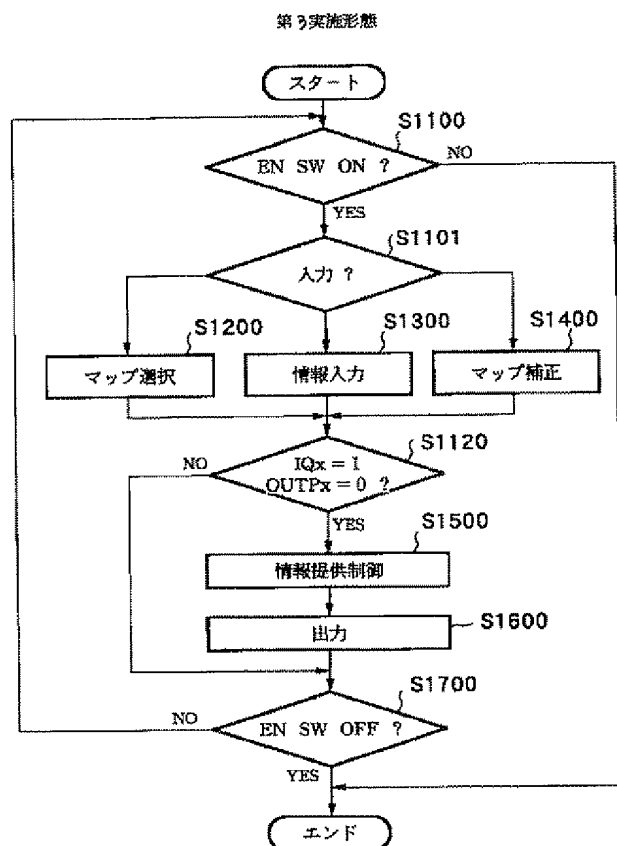 第3実施形態
スタート
S1100
EN SW ON ?
NO
YES
S1101
入力 ?
S1200
S1300
S1400
マップ選択
情報入力
マップ補正
S1120
NO
IQx = 1
OUTPx = 0 ?
YES
S1500
情報提供制御
出力
S1600
S1700
NO
EN SW OFF ?
YES
エンド